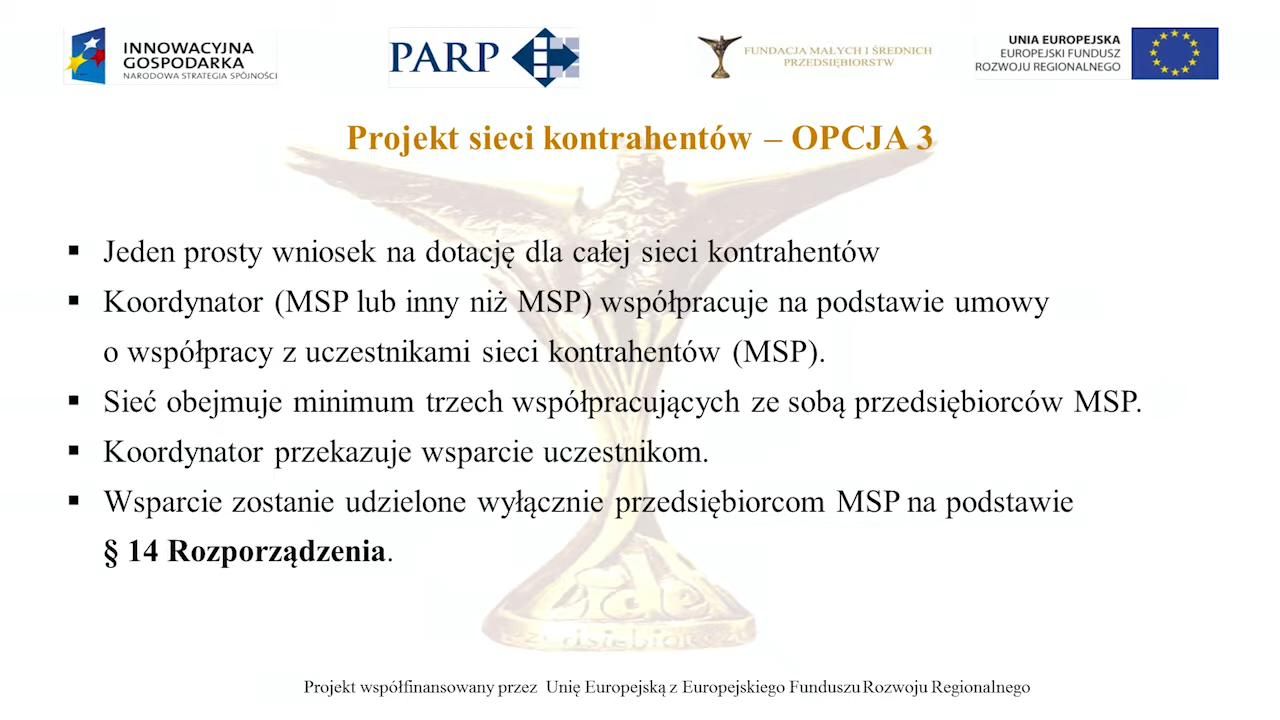 INNOWACYJNA
GOSPODARKA
NARODOWA STRATEGIA SPÓJNOŚCI
PARP
FUNDACJA MAŁYCH I ŚREDNICH
PRZEDSIĘBIORSTW
UNIA EUROPEJSKA
EUROPEJSKI FUNDUSZ
ROZWOJU REGIONALNEGO
Projekt sieci kontrahentów – OPCJA 3
▪ Jeden prosty wniosek na dotację dla całej sieci kontrahentów
▪ Koordynator (MSP lub inny niż MSP) współpracuje na podstawie umowy
o współpracy z uczestnikami sieci kontrahentów (MSP).
▪ Sieć obejmuje minimum trzech współpracujących ze sobą przedsiębiorców MSP.
▪ Koordynator przekazuje wsparcie uczestnikom.
▪ Wsparcie zostanie udzielone wyłącznie przedsiębiorcom MSP na podstawie
§ 14 Rozporządzenia.
Projekt współfinansowany przez Unię Europejską z Europejskiego Funduszu Rozwoju Regionalnego